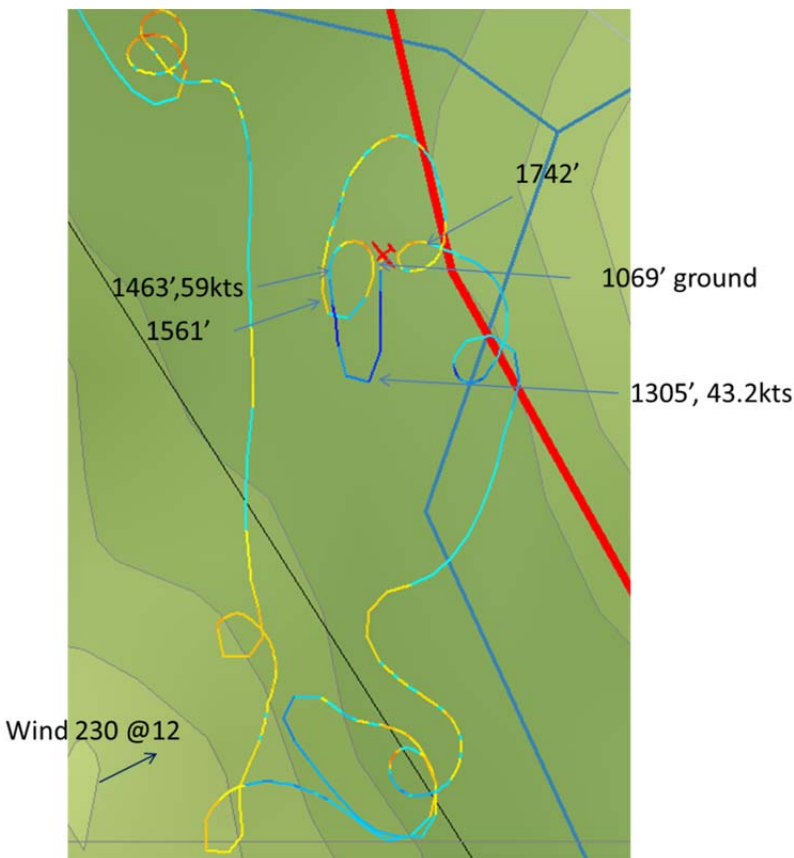 1742’
1463’,59kts
1069’ ground
1561’
1305’, 43.2kts
Wind 230 @12